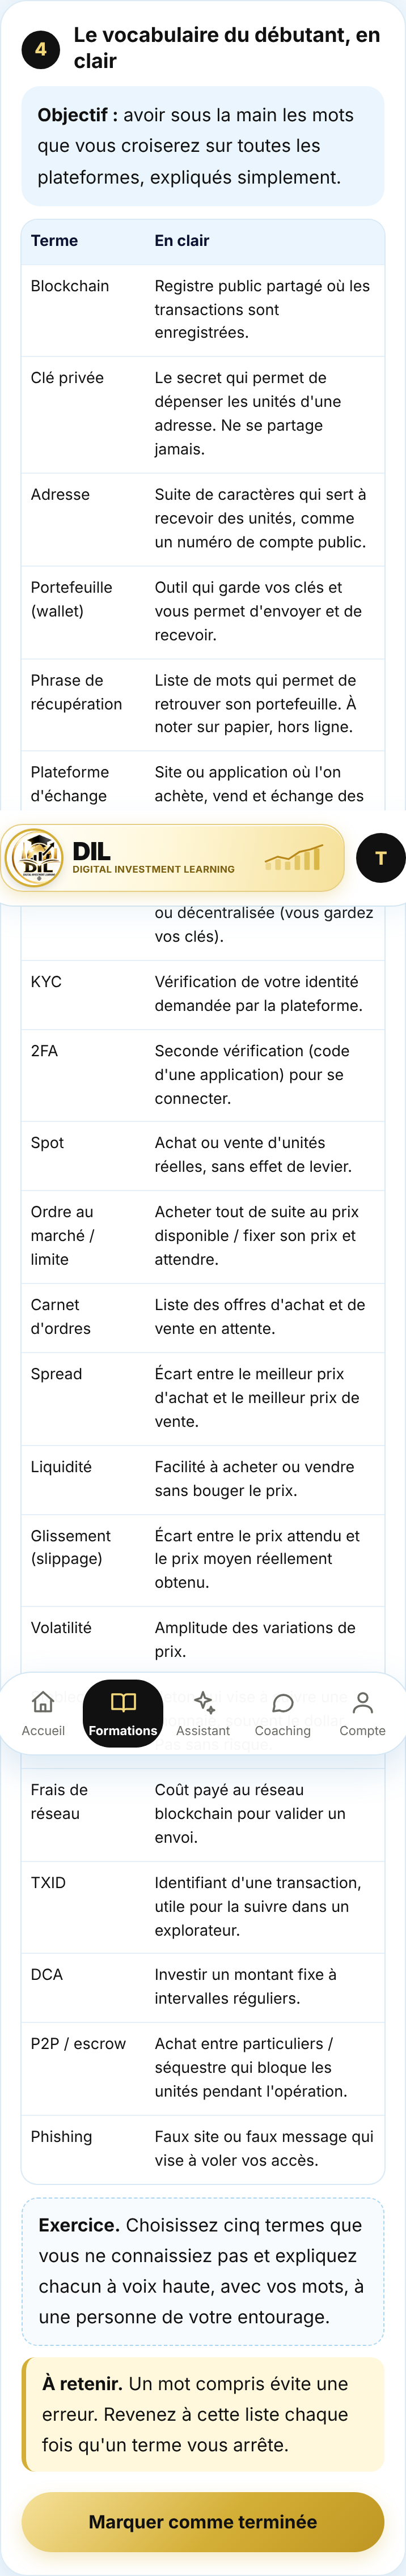 4
Le vocabulaire du débutant, en
clair
Objectif : avoir sous la main les mots
que vous croiserez sur toutes les
plateformes, expliqués simplement.
Terme En clair
Blockchain Registre public partagé où les
transactions sont
enregistrées.
Clé privée Le secret qui permet de
dépenser les unités d'une
adresse. Ne se partage
jamais.
Adresse Suite de caractères qui sert à
recevoir des unités, comme
un numéro de compte public.
Portefeuille Outil qui garde vos clés et
(wallet) vous permet d'envoyer et de
recevoir.
Phrase de Liste de mots qui permet de
récupération retrouver son portefeuille. À
noter sur papier, hors ligne.
Plateforme Site ou application où l'on
d'échange achète, vend et échange des
DIL
DIL
DIGITAL INVESTMENT LEARNING
T
ou décentralisée (vous gardez
vos clés).
KYC Vérification de votre identité
demandée par la plateforme.
2FA Seconde vérification (code
d'une application) pour se
connecter.
Spot Achat ou vente d'unités
réelles, sans effet de levier.
Ordre au Acheter tout de suite au prix
marché / disponible / fixer son prix et
limite attendre.
Carnet Liste des offres d'achat et de
d'ordres vente en attente.
Spread Écart entre le meilleur prix
d'achat et le meilleur prix de
vente.
Liquidité Facilité à acheter ou vendre
sans bouger le prix.
Glissement Écart entre le prix attendu et
(slippage) le prix moyen réellement
obtenu.
Volatilité Amplitude des variations de
prix.
Accueil Formations Assistant Coaching Compte
Frais de Coût payé au réseau
réseau blockchain pour valider un
envoi.
TXID Identifiant d'une transaction,
utile pour la suivre dans un
explorateur.
DCA Investir un montant fixe à
intervalles réguliers.
P2P / escrow Achat entre particuliers /
séquestre qui bloque les
unités pendant l'opération.
Phishing Faux site ou faux message qui
vise à voler vos accès.
Exercice. Choisissez cinq termes que
vous ne connaissiez pas et expliquez
chacun à voix haute, avec vos mots, à
une personne de votre entourage.
À retenir. Un mot compris évite une
erreur. Revenez à cette liste chaque
fois qu'un terme vous arrête.
Marquer comme terminée